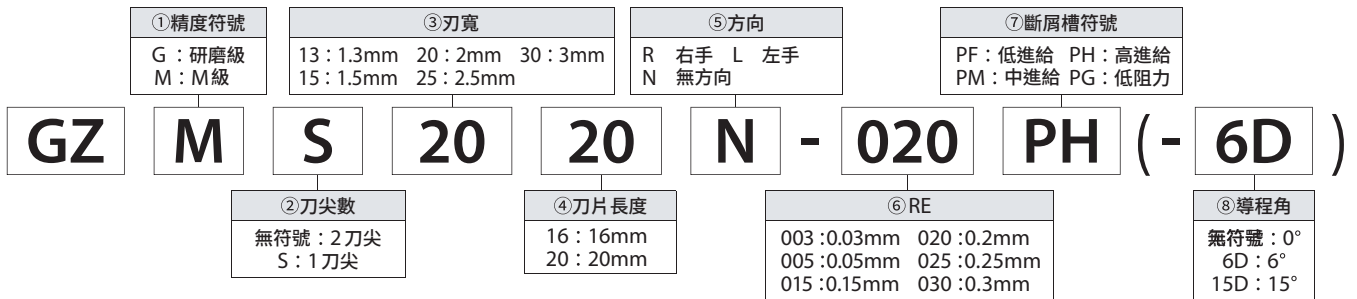 ①精度符號
G：研磨級
M：M級
③刃寬
13：1.3mm 20：2mm 30：3mm
15：1.5mm 25：2.5mm
⑤方向
R 右手 L 左手
N 無方向
⑦斷屑槽符號
PF：低進給 PH：高進給
PM：中進給 PG：低阻力
GZ M S 20 20 N - 020 PH (- 6D )
②刀尖數
無符號：2刀尖
S：1刀尖
④刀片長度
16：16mm
20：20mm
⑥RE
003：0.03mm 020：0.2mm
005：0.05mm 025：0.25mm
015：0.15mm 030：0.3mm
⑧導程角
無符號：0°
6D：6°
15D：15°